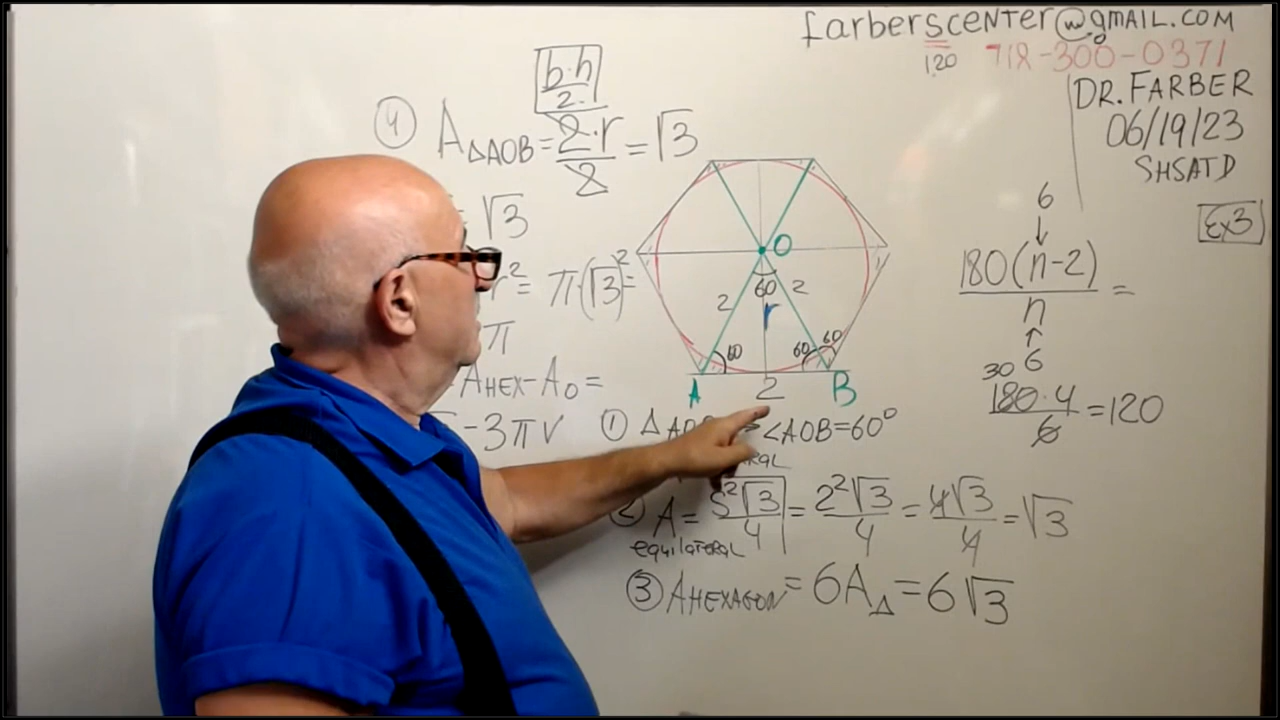 farberscenter@gmail.com
120 718-300-0371
DR. FARBER
06/19/23
SHSATD
Ex3
b·h
2
④ A△AOB = 2·r/2 = √3
= √3
r² = π·(√3)² =
π
AHEX - AO =
- 3π √
O
60
2 2
r
60 60 60
A 2 B
① △AOB ∠AOB = 60°
② A = S²√3/4 = 2²√3/4 = 4√3/4 = √3
equilateral
③ AHEXAGON = 6A△ = 6√3
6
↓
180(n-2)/n =
↑
6
30
180·4/6 = 120